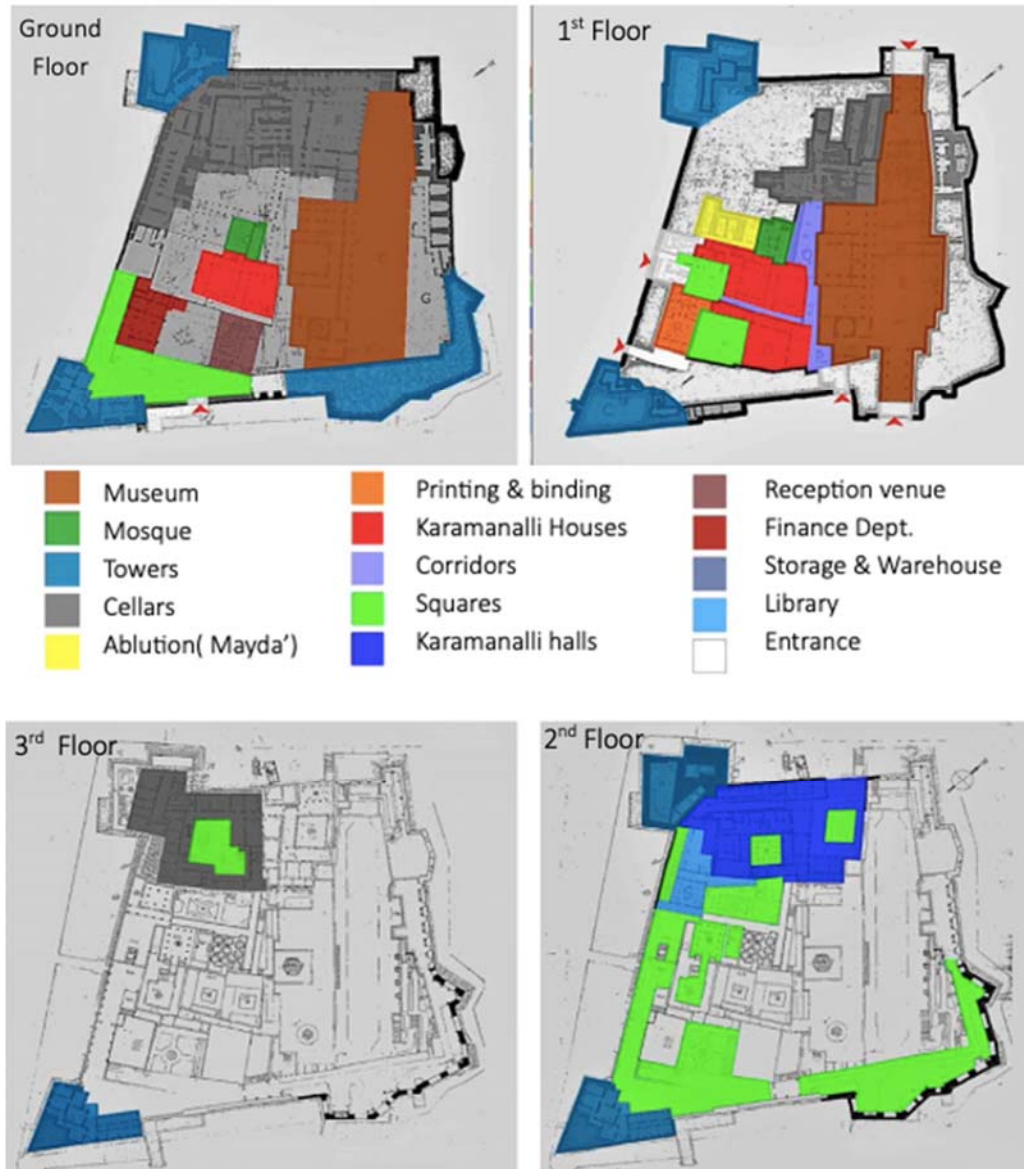 Ground
Floor
1st Floor
G
Museum
Mosque
Towers
Cellars
Ablution( Mayda’)
Printing & binding
Karamanalli Houses
Corridors
Squares
Karamanalli halls
Reception venue
Finance Dept.
Storage & Warehouse
Library
Entrance
3rd Floor
2nd Floor